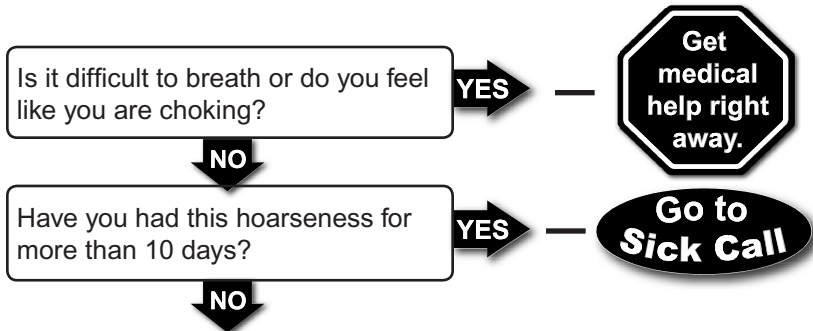 Is it difficult to breath or do you feel
like you are choking?
YES
Get
medical
help right
away.
NO
Have you had this hoarseness for
more than 10 days?
YES
Go to
Sick Call
NO